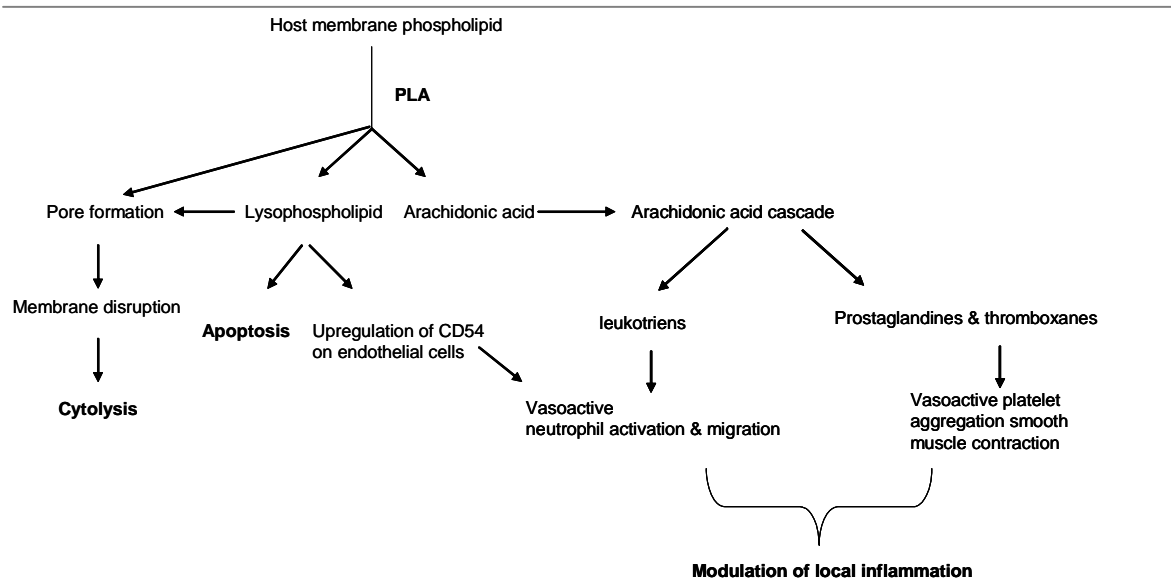 Host membrane phospholipid
PLA
Pore formation
Lysophospholipid
Arachidonic acid
Arachidonic acid cascade
Membrane disruption
Apoptosis
Upregulation of CD54
on endothelial cells
leukotriens
Prostaglandines & thromboxanes
Cytolysis
Vasoactive
neutrophil activation & migration
Vasoactive platelet
aggregation smooth
muscle contraction
Modulation of local inflammation